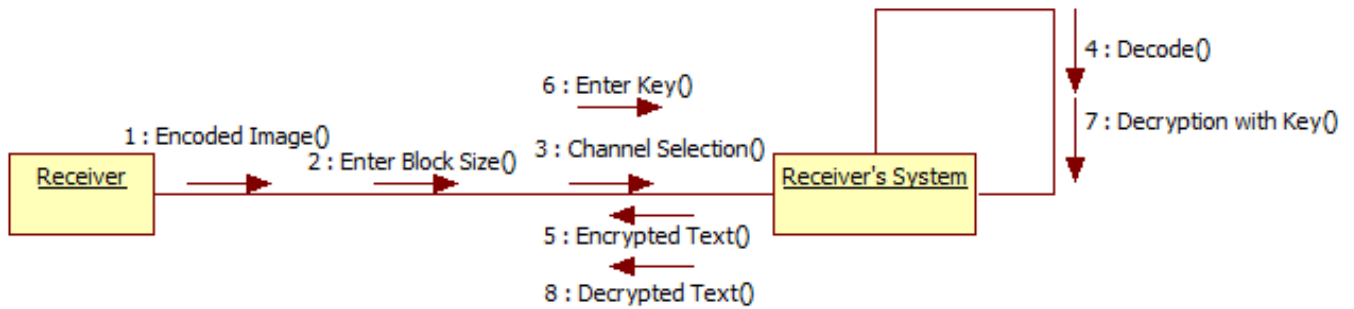 4 : Decode()
6 : Enter Key()
7 : Decryption with Key()
1 : Encoded Image()
2 : Enter Block Size()
3 : Channel Selection()
Receiver
Receiver's System
5 : Encrypted Text()
8 : Decrypted Text()